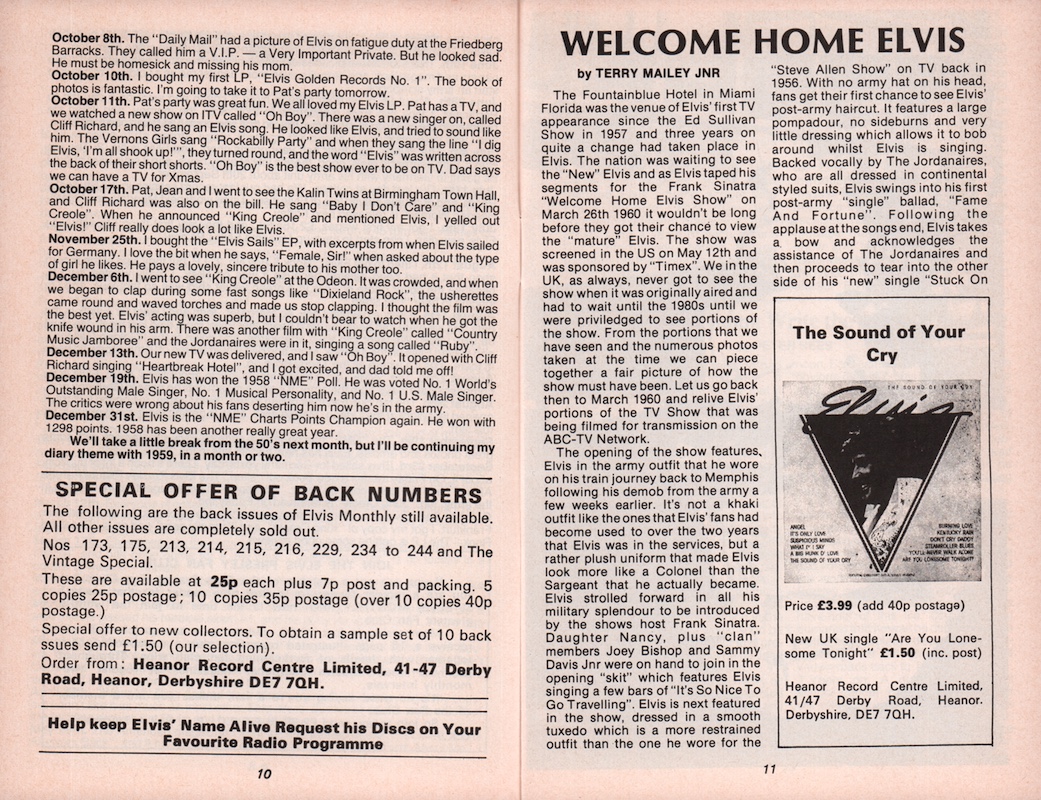 October 8th. The "Daily Mail" had a picture of Elvis on fatigue duty at the Friedberg
Barracks. They called him a V.I.P. — a Very Important Private. But he looked sad.
He must be homesick and missing his mom.
October 10th. I bought my first LP, "Elvis Golden Records No. 1". The book of
photos is fantastic. I'm going to take it to Pat's party tomorrow.
October 11th. Pat's party was great fun. We all loved my Elvis LP. Pat has a TV, and
we watched a new show on ITV called "Oh Boy". There was a new singer on, called
Cliff Richard, and he sang an Elvis song. He looked like Elvis, and tried to sound like
him. The Vernons Girls sang "Rockabilly Party" and when they sang the line "I dig
Elvis, 'I'm all shook up!'", they turned round, and the word "Elvis" was written across
the back of their short shorts. "Oh Boy" is the best show ever to be on TV. Dad says
we can have a TV for Xmas.
October 17th. Pat, Jean and I went to see the Kalin Twins at Birmingham Town Hall,
and Cliff Richard was also on the bill. He sang "Baby I Don't Care" and "King
Creole". When he announced "King Creole" and mentioned Elvis, I yelled out
"Elvis!" Cliff really does look a lot like Elvis.
November 25th. I bought the "Elvis Sails" EP, with excerpts from when Elvis sailed
for Germany. I love the bit when he says, "Female, Sir!" when asked about the type
of girl he likes. He pays a lovely, sincere tribute to his mother too.
December 6th. I went to see "King Creole" at the Odeon. It was crowded, and when
we began to clap during some fast songs like "Dixieland Rock", the usherettes
came round and waved torches and made us stop clapping. I thought the film was
the best yet. Elvis' acting was superb, but I couldn't bear to watch when he got the
knife wound in his arm. There was another film with "King Creole" called "Country
Music Jamboree" and the Jordonaires were in it, singing a song called "Ruby".
December 13th. Our new TV was delivered, and I saw "Oh Boy". It opened with Cliff
Richard singing "Heartbreak Hotel", and I got excited, and dad told me off!
December 19th. Elvis has won the 1958 "NME" Poll. He was voted No. 1 World's
Outstanding Male Singer, No. 1 Musical Personality, and No. 1 U.S. Male Singer.
The critics were wrong about his fans deserting him now he's in the army.
December 31st. Elvis is the "NME" Charts Points Champion again. He won with
1298 points. 1958 has been another really great year.
We'll take a little break from the 50's next month, but I'll be continuing my
diary theme with 1959, in a month or two.
SPECIAL OFFER OF BACK NUMBERS
The following are the back issues of Elvis Monthly still available.
All other issues are completely sold out.
Nos 173, 175, 213, 214, 215, 216, 229, 234 to 244 and The
Vintage Special.
These are available at 25p each plus 7p post and packing. 5
copies 25p postage; 10 copies 35p postage (over 10 copies 40p
postage.)
Special offer to new collectors. To obtain a sample set of 10 back
ssues send £1.50 (our selection).
Order from: Heanor Record Centre Limited, 41-47 Derby
Road, Heanor, Derbyshire DE7 7QH.
Help keep Elvis' Name Alive Request his Discs on Your
Favourite Radio Programme
10
WELCOME HOME ELVIS
by TERRY MAILEY JNR
The Fountainblue Hotel in Miami
Florida was the venue of Elvis' first TV
appearance since the Ed Sullivan
Show in 1957 and three years on
quite a change had taken place in
Elvis. The nation was waiting to see
the "New" Elvis and as Elvis taped his
segments for the Frank Sinatra
"Welcome Home Elvis Show" on
March 26th 1960 it wouldn't be long
before they got their chance to view
the "mature" Elvis. The show was
screened in the US on May 12th and
was sponsored by "Timex". We in the
UK, as always, never got to see the
show when it was originally aired and
had to wait until the 1980s until we
were priviledged to see portions of
the show. From the portions that we
have seen and the numerous photos
taken at the time we can piece
together a fair picture of how the
show must have been. Let us go back
then to March 1960 and relive Elvis'
portions of the TV Show that was
being filmed for transmission on the
ABC-TV Network.
The opening of the show features,
Elvis in the army outfit that he wore
on his train journey back to Memphis
following his demob from the army a
few weeks earlier. It's not a khaki
outfit like the ones that Elvis' fans had
become used to over the two years
that Elvis was in the services, but a
rather plush uniform that made Elvis
look more like a Colonel than the
Sargeant that he actually became.
Elvis strolled forward in all his
military splendour to be introduced
by the shows host Frank Sinatra.
Daughter Nancy, plus "clan"
members Joey Bishop and Sammy
Davis Jnr were on hand to join in the
opening "skit" which features Elvis
singing a few bars of "It's So Nice To
Go Travelling". Elvis is next featured
in the show, dressed in a smooth
tuxedo which is a more restrained
outfit than the one he wore for the
"Steve Allen Show" on TV back in
1956. With no army hat on his head,
fans get their first chance to see Elvis'
post-army haircut. It features a large
pompadour, no sideburns and very
little dressing which allows it to bob
around whilst Elvis is singing.
Backed vocally by The Jordanaires,
who are all dressed in continental
styled suits, Elvis swings into his first
post-army "single" ballad, "Fame
And Fortune". Following the
applause at the songs end, Elvis takes
a bow and acknowledges the
assistance of The Jordanaires and
then proceeds to tear into the other
side of his "new" single "Stuck On
The Sound of Your
Cry
THE SOUND OF YOUR CRY
Elvis
ANGEL
IT'S ONLY LOVE
SUSPICIOUS MINDS
WHAT I'D SAY
A BIG HUNK O' LOVE
THE SOUND OF YOUR CRY
BURNING LOVE
KENTUCKY RAIN
DON'T CRY DADDY
STEAMROLLER BLUES
YOU'LL NEVER WALK ALONE
ARE YOU LONESOME TONIGHT?
Price £3.99 (add 40p postage)
New UK single "Are You Lone-
some Tonight" £1.50 (inc. post)
Heanor Record Centre Limited,
41/47 Derby Road, Heanor.
Derbyshire, DE7 7QH.
11